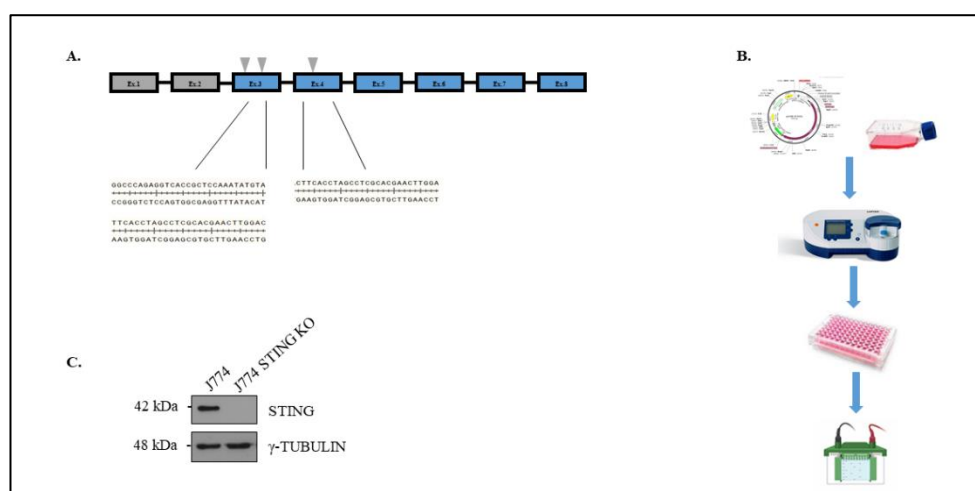 A.
B.
Ex.1 Ex.2 Ex.3 Ex.4 Ex.5 Ex.6 Ex.7 Ex.8
GGCCCAGAGGTCACCGCTCCAAATATGTA
CCGGGTCTCCAGTGGCGAGGTTTATACAT
TTCACCTAGCCTCGCACGAACTTGGAC
AAGTGGATCGGAGCGTGCTTGAACCTG
.CTTCACCTAGCCTCGCACGAACTTGGA
GAAGTGGATCGGAGCGTGCTTGAACCT
C.
J774
J774 STING KO
42 kDa
STING
48 kDa
γ-TUBULIN